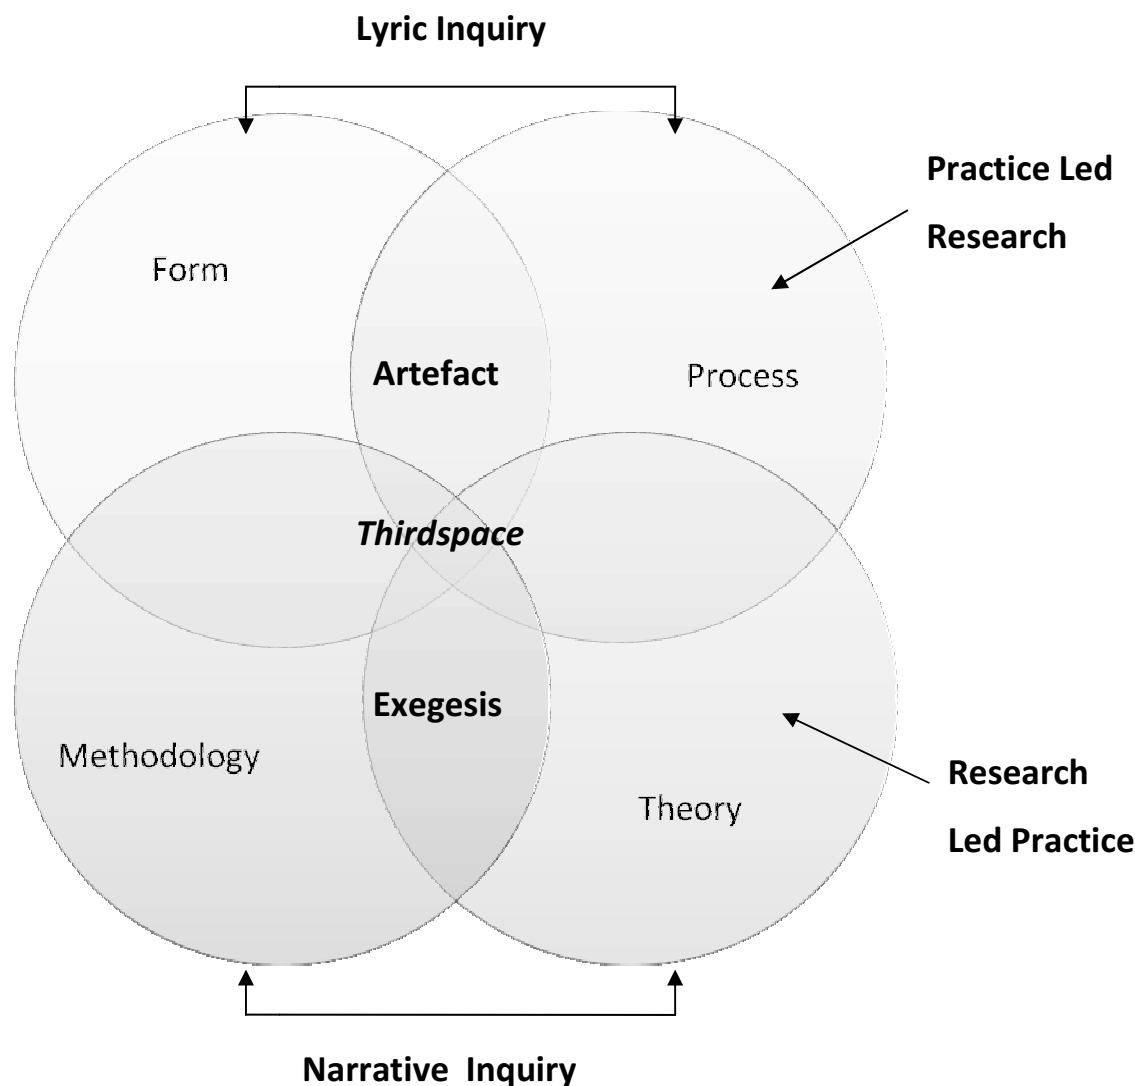 Lyric Inquiry
Practice Led
Research
Form
Artefact
Process
Thirdspace
Exegesis
Methodology
Research
Theory
Led Practice
Narrative  Inquiry